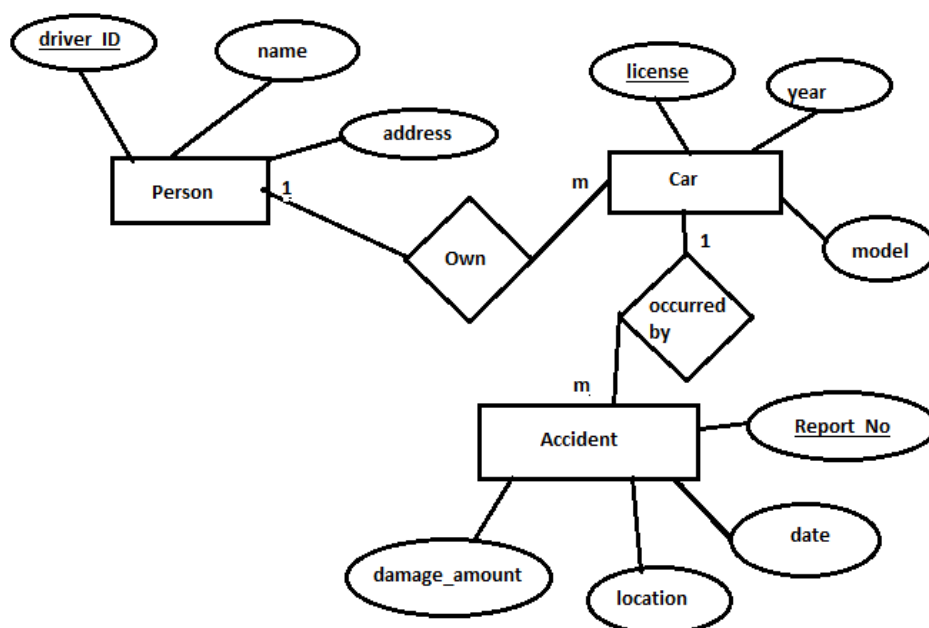 driver_ID
name
license
year
address
Person
1
m
Car
Own
1
model
occurred
by
m
Accident
Report_No
damage_amount
location
date